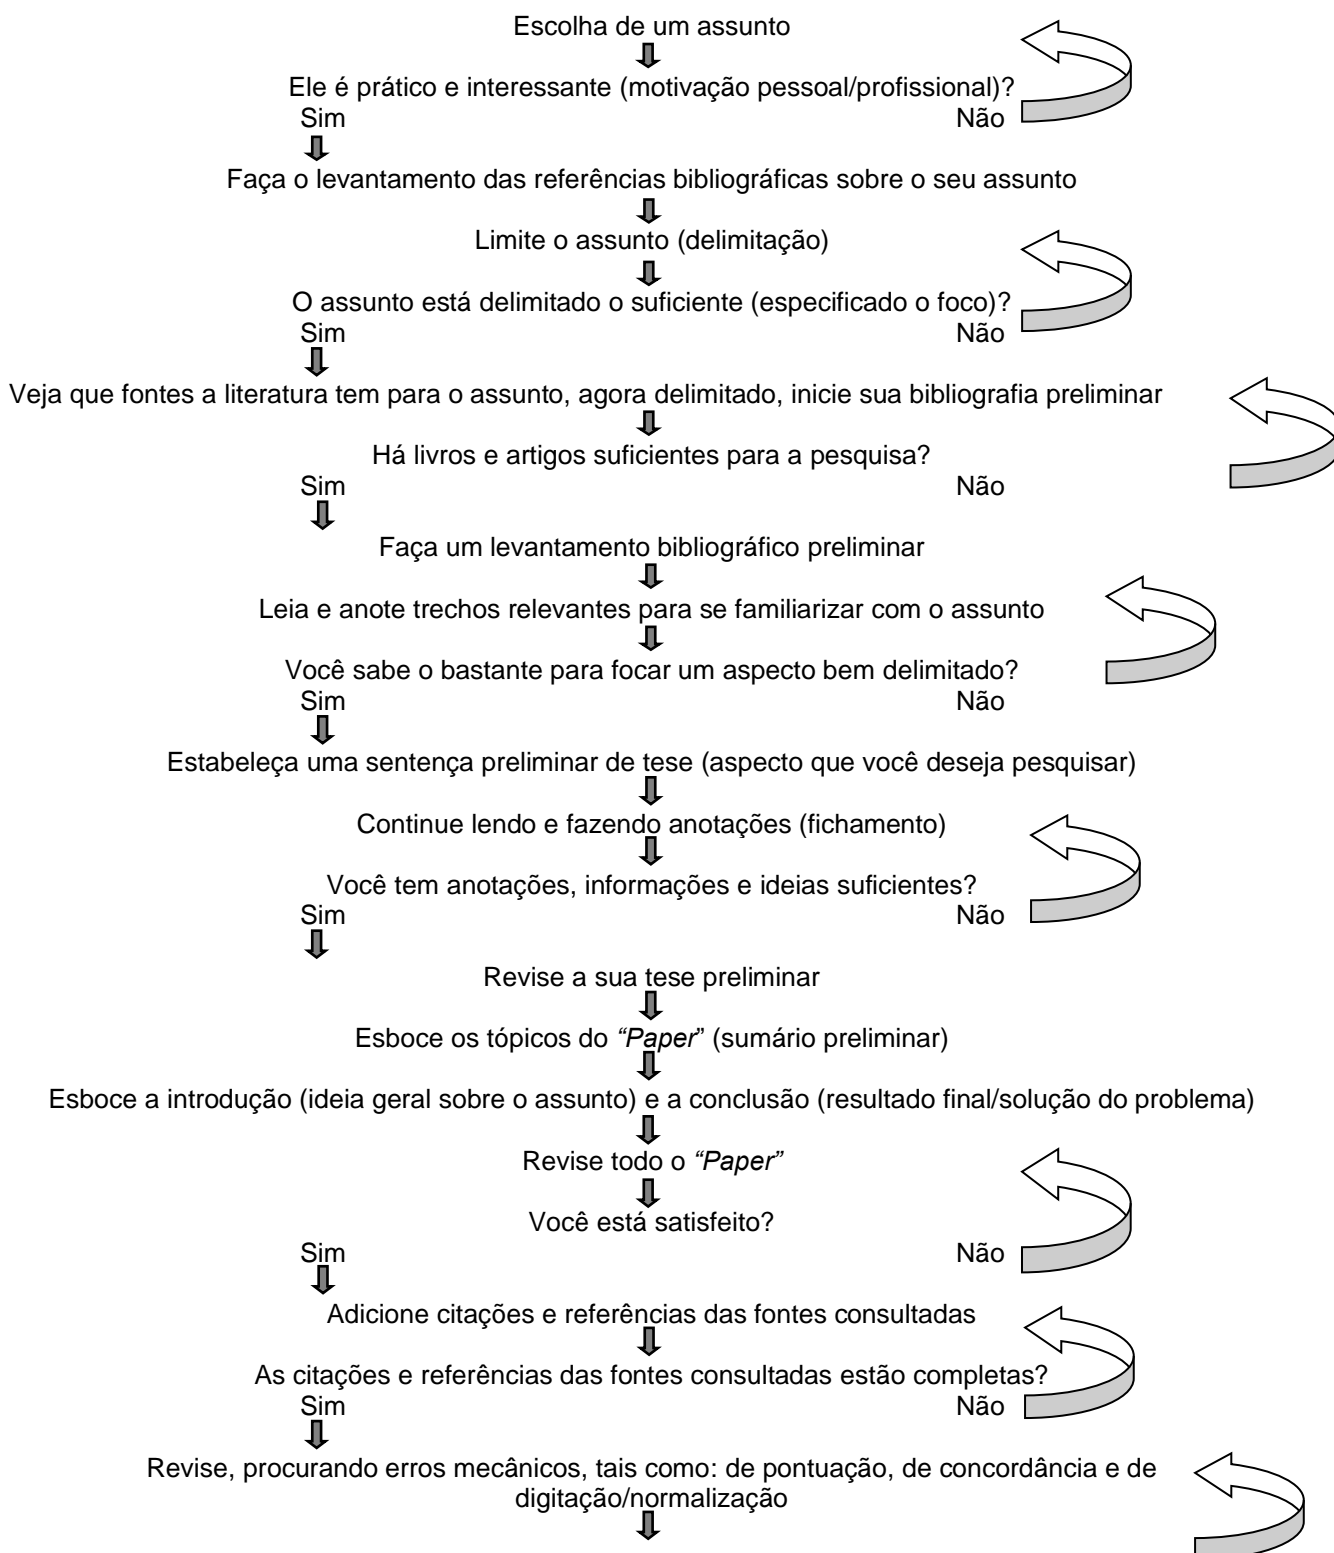 Escolha de um assunto
Ele é prático e interessante (motivação pessoal/profissional)?
Sim Não
Faça o levantamento das referências bibliográficas sobre o seu assunto
Limite o assunto (delimitação)
O assunto está delimitado o suficiente (especificado o foco)?
Sim Não
Veja que fontes a literatura tem para o assunto, agora delimitado, inicie sua bibliografia preliminar
Há livros e artigos suficientes para a pesquisa?
Sim Não
Faça um levantamento bibliográfico preliminar
Leia e anote trechos relevantes para se familiarizar com o assunto
Você sabe o bastante para focar um aspecto bem delimitado?
Sim Não
Estabeleça uma sentença preliminar de tese (aspecto que você deseja pesquisar)
Continue lendo e fazendo anotações (fichamento)
Você tem anotações, informações e ideias suficientes?
Sim Não
Revise a sua tese preliminar
Esboce os tópicos do “Paper” (sumário preliminar)
Esboce a introdução (ideia geral sobre o assunto) e a conclusão (resultado final/solução do problema)
Revise todo o “Paper”
Você está satisfeito?
Sim Não
Adicione citações e referências das fontes consultadas
As citações e referências das fontes consultadas estão completas?
Sim Não
Revise, procurando erros mecânicos, tais como: de pontuação, de concordância e de
digitação/normalização